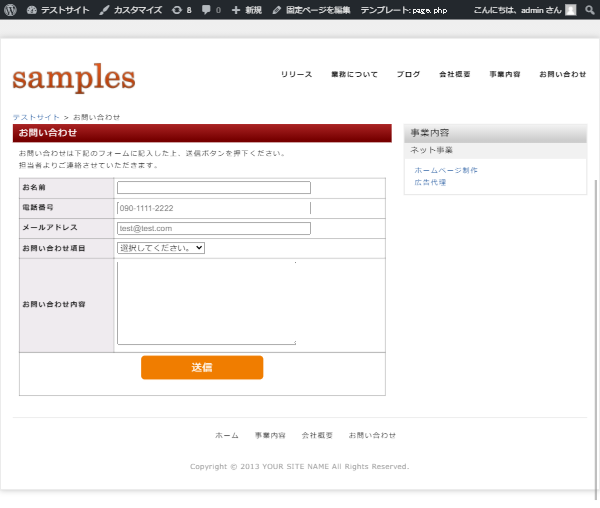 テストサイト カスタマイズ 8 0 新規 固定ページを編集 テンプレート: page.php こんにちは、admin さん
samples
リリース 業務について ブログ 会社概要 事業内容 お問い合わせ
テストサイト > お問い合わせ
お問い合わせ
お問い合わせは下記のフォームに記入した上、送信ボタンを押下ください。
担当者よりご連絡させていただきます。
お名前
電話番号 090-1111-2222
メールアドレス test@test.com
お問い合わせ項目 選択してください。
お問い合わせ内容
送信
事業内容
ネット事業
ホームページ制作
広告代理
ホーム 事業内容 会社概要 お問い合わせ
Copyright © 2013 YOUR SITE NAME All Rights Reserved.